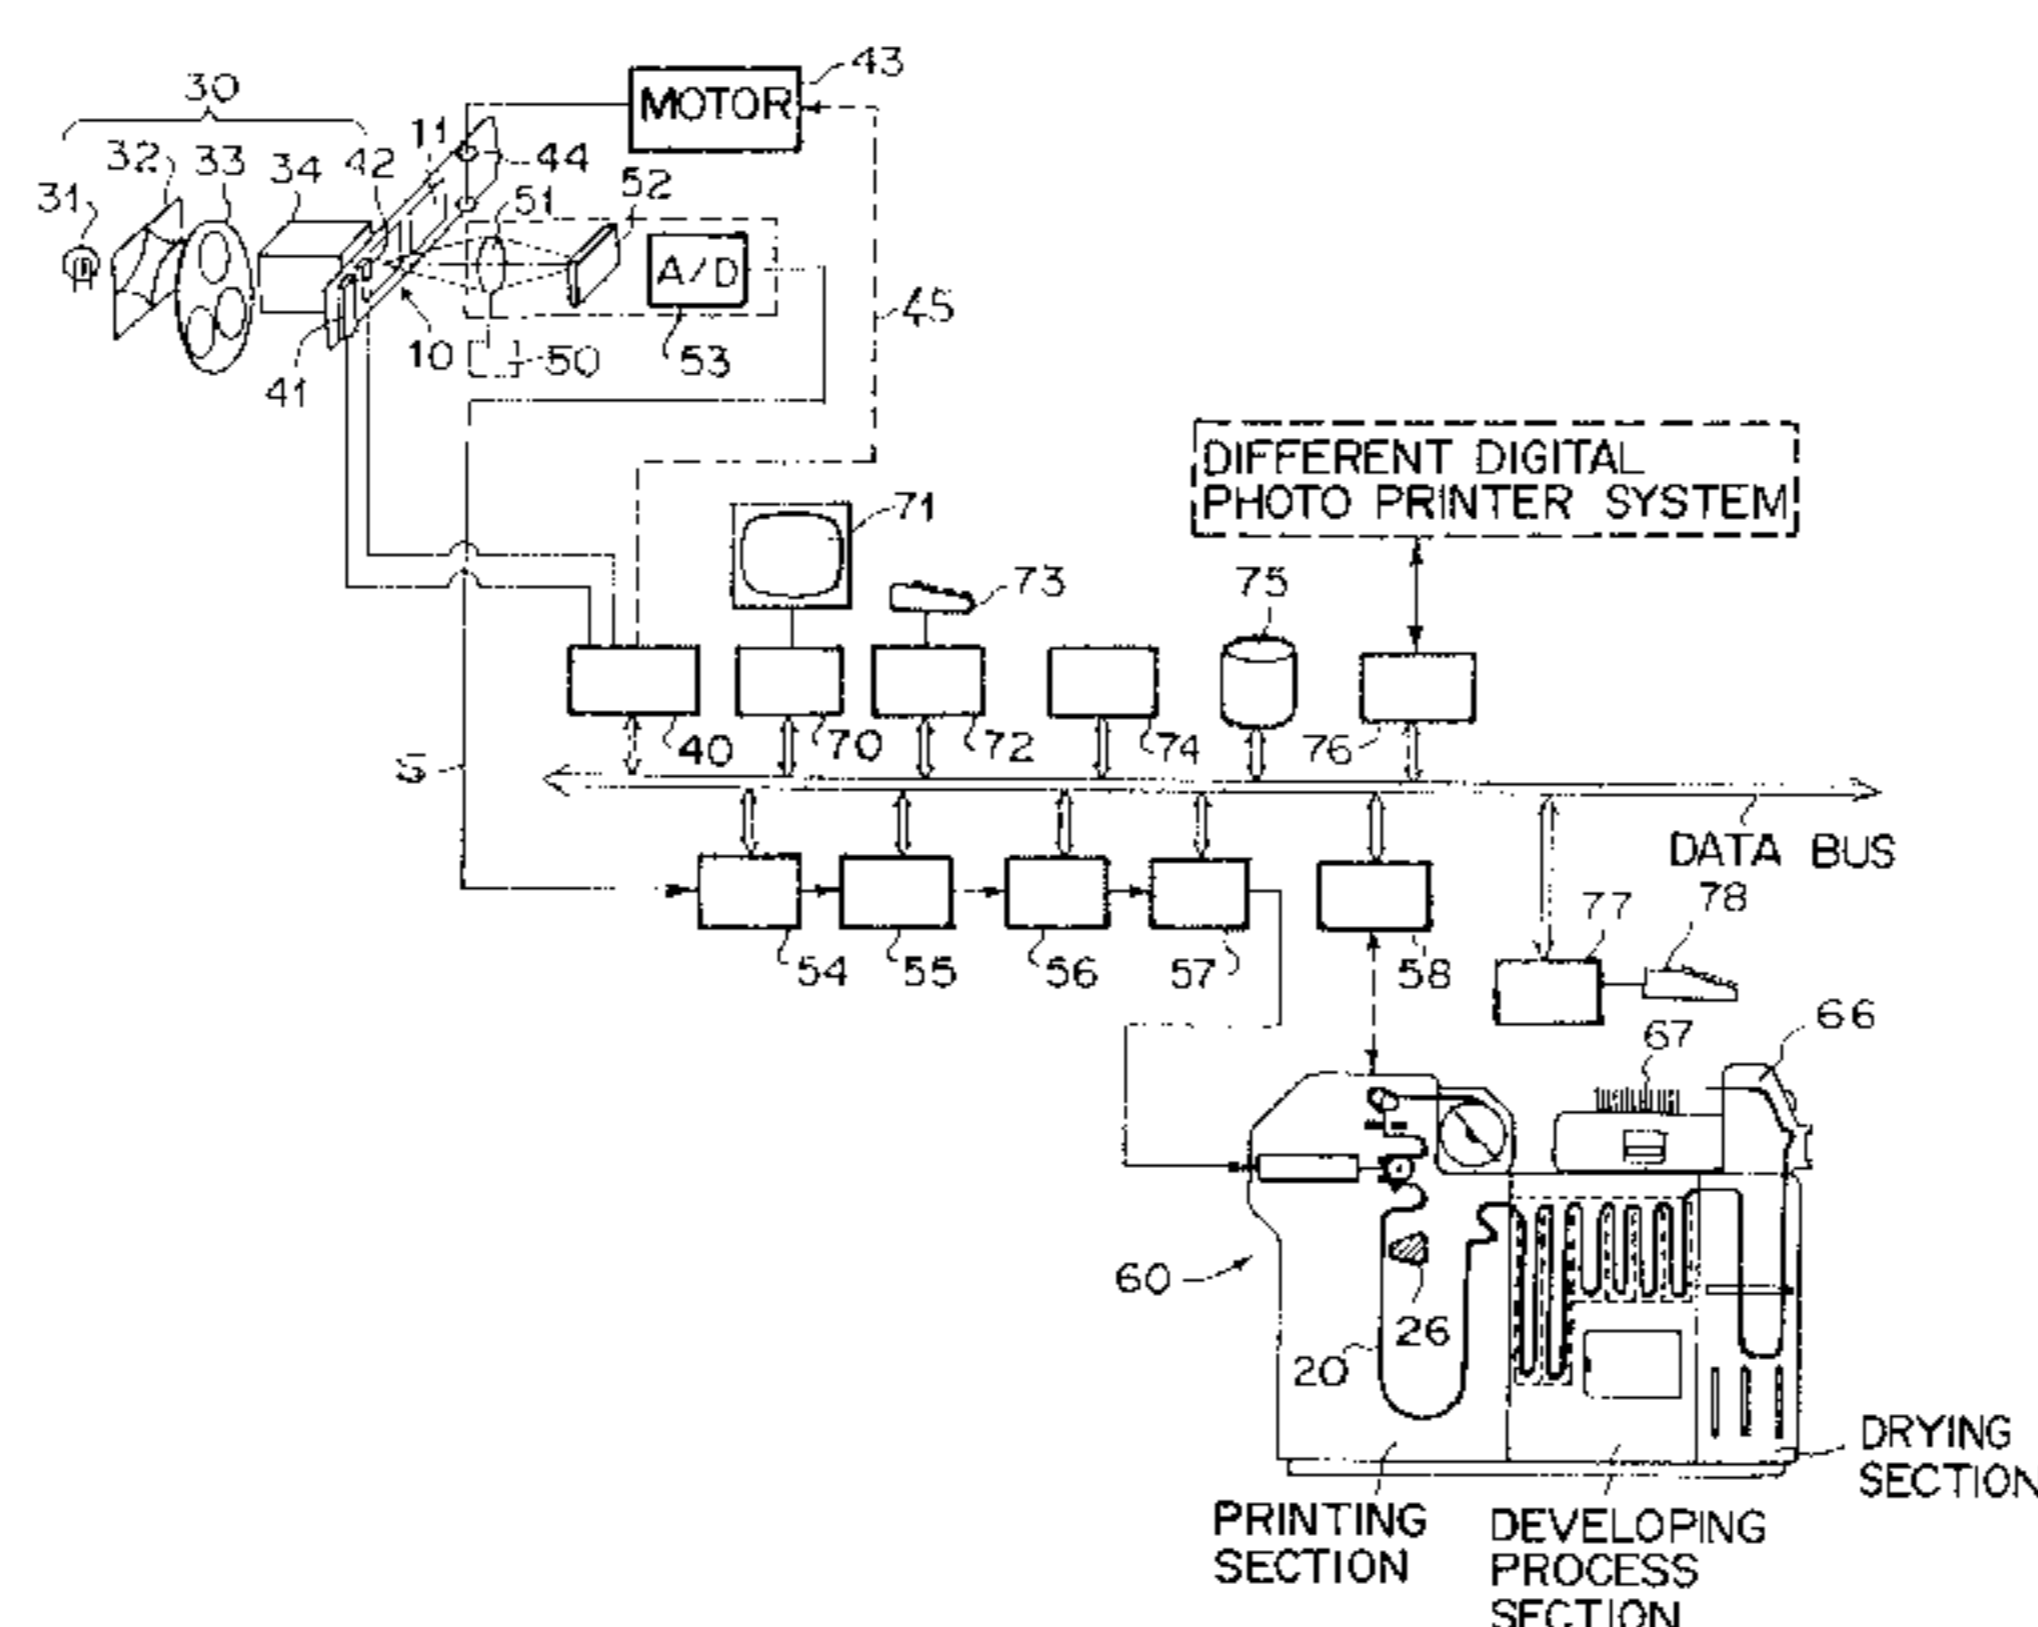 43
MOTOR
30
11
32
33
34
42
44
31
51
52
A/D
45
10
50
53
41
DIFFERENT DIGITAL
PHOTO PRINTER SYSTEM
71
73
75
40
70
72
74
76
S
DATA BUS
54
55
56
57
58
77
78
67
66
60
26
20
DRYING
SECTION
PRINTING
SECTION
DEVELOPING
PROCESS
SECTION